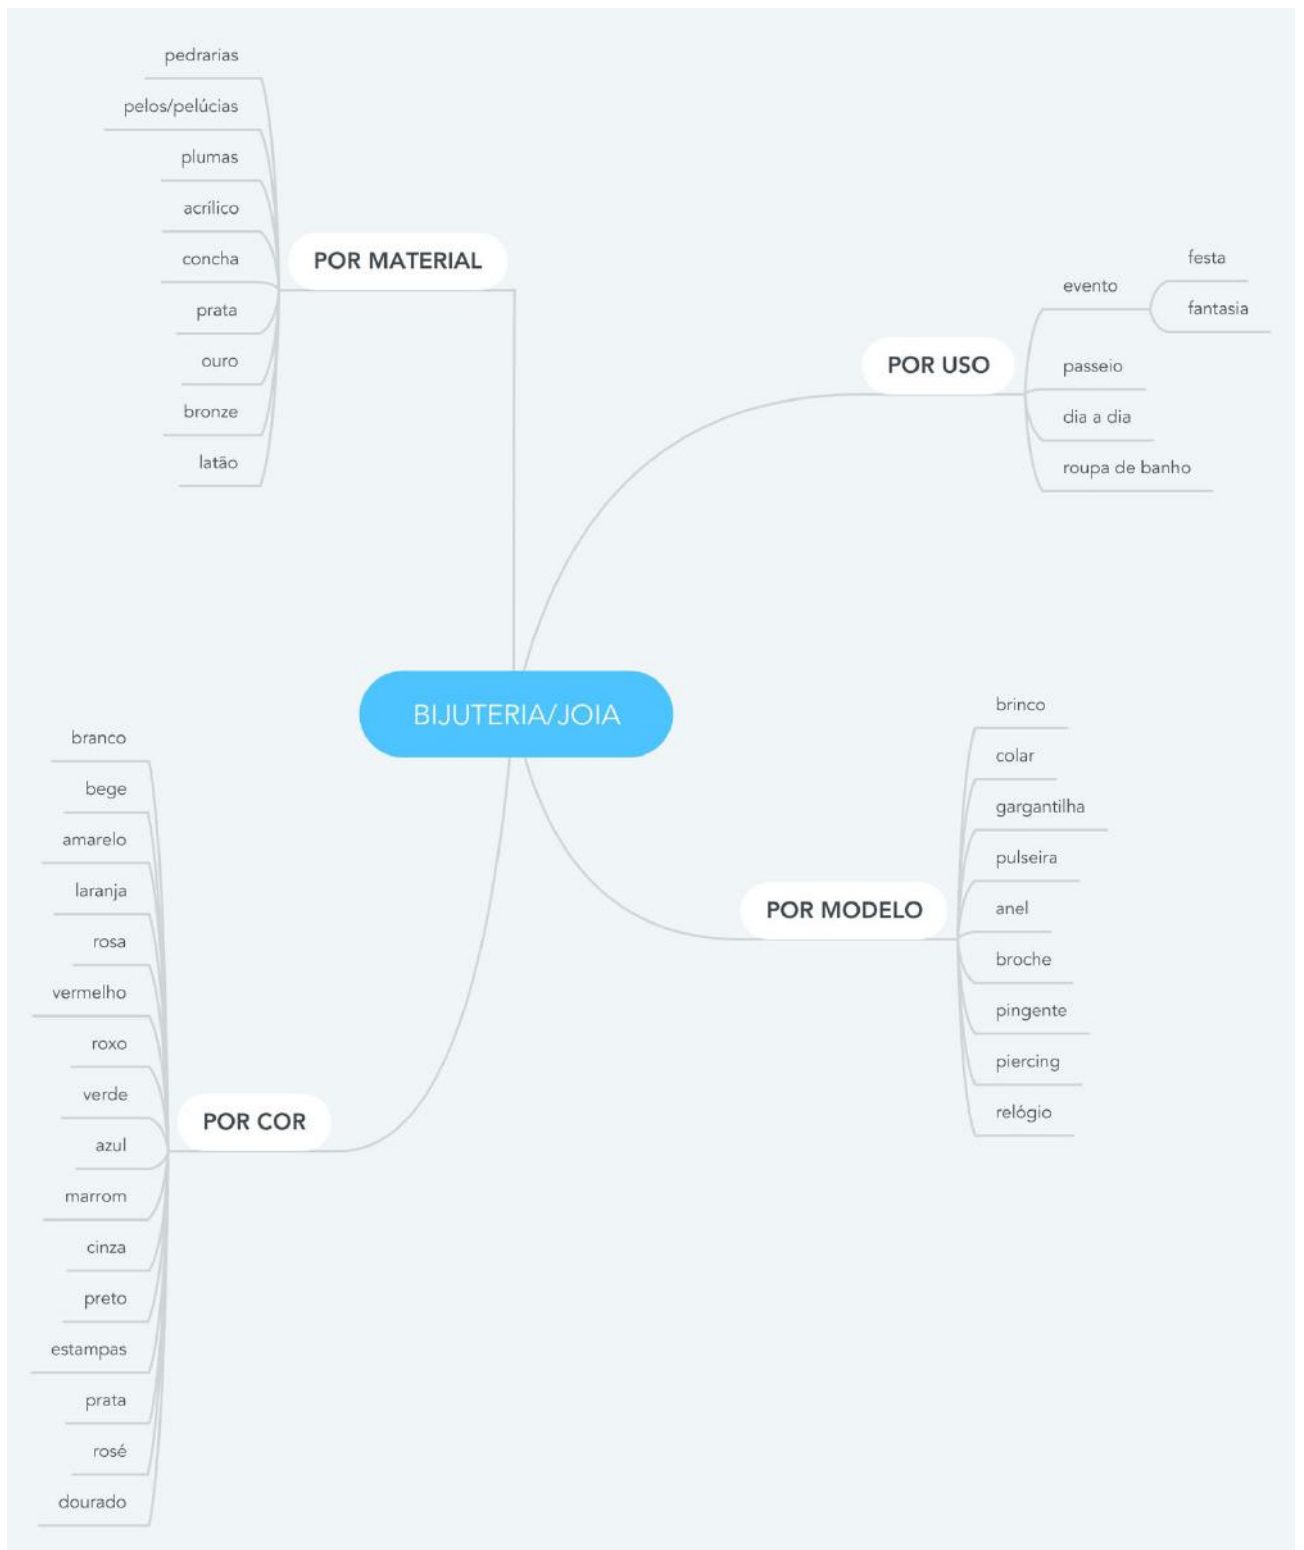 pedrarias
pelos/pelúcias
plumas
acrílico
concha
prata
ouro
bronze
latão
POR MATERIAL
POR USO
evento
festa
fantasia
passeio
dia a dia
roupa de banho
BIJUTERIA/JOIA
branco
bege
amarelo
laranja
rosa
vermelho
roxo
verde
azul
marrom
cinza
preto
estampas
prata
rosé
dourado
POR COR
POR MODELO
brinco
colar
gargantilha
pulseira
anel
broche
pingente
piercing
relógio